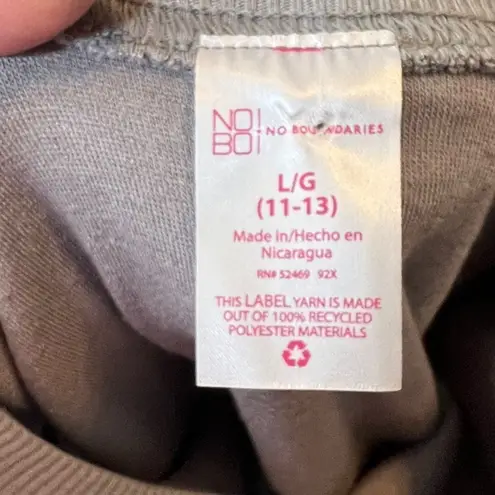 NO!
BO!
NO BOUNDARIES
L/G
(11-13)
Made in/Hecho en
Nicaragua
RN# 52469 92X
THIS LABEL YARN IS MADE
OUT OF 100% RECYCLED
POLYESTER MATERIALS